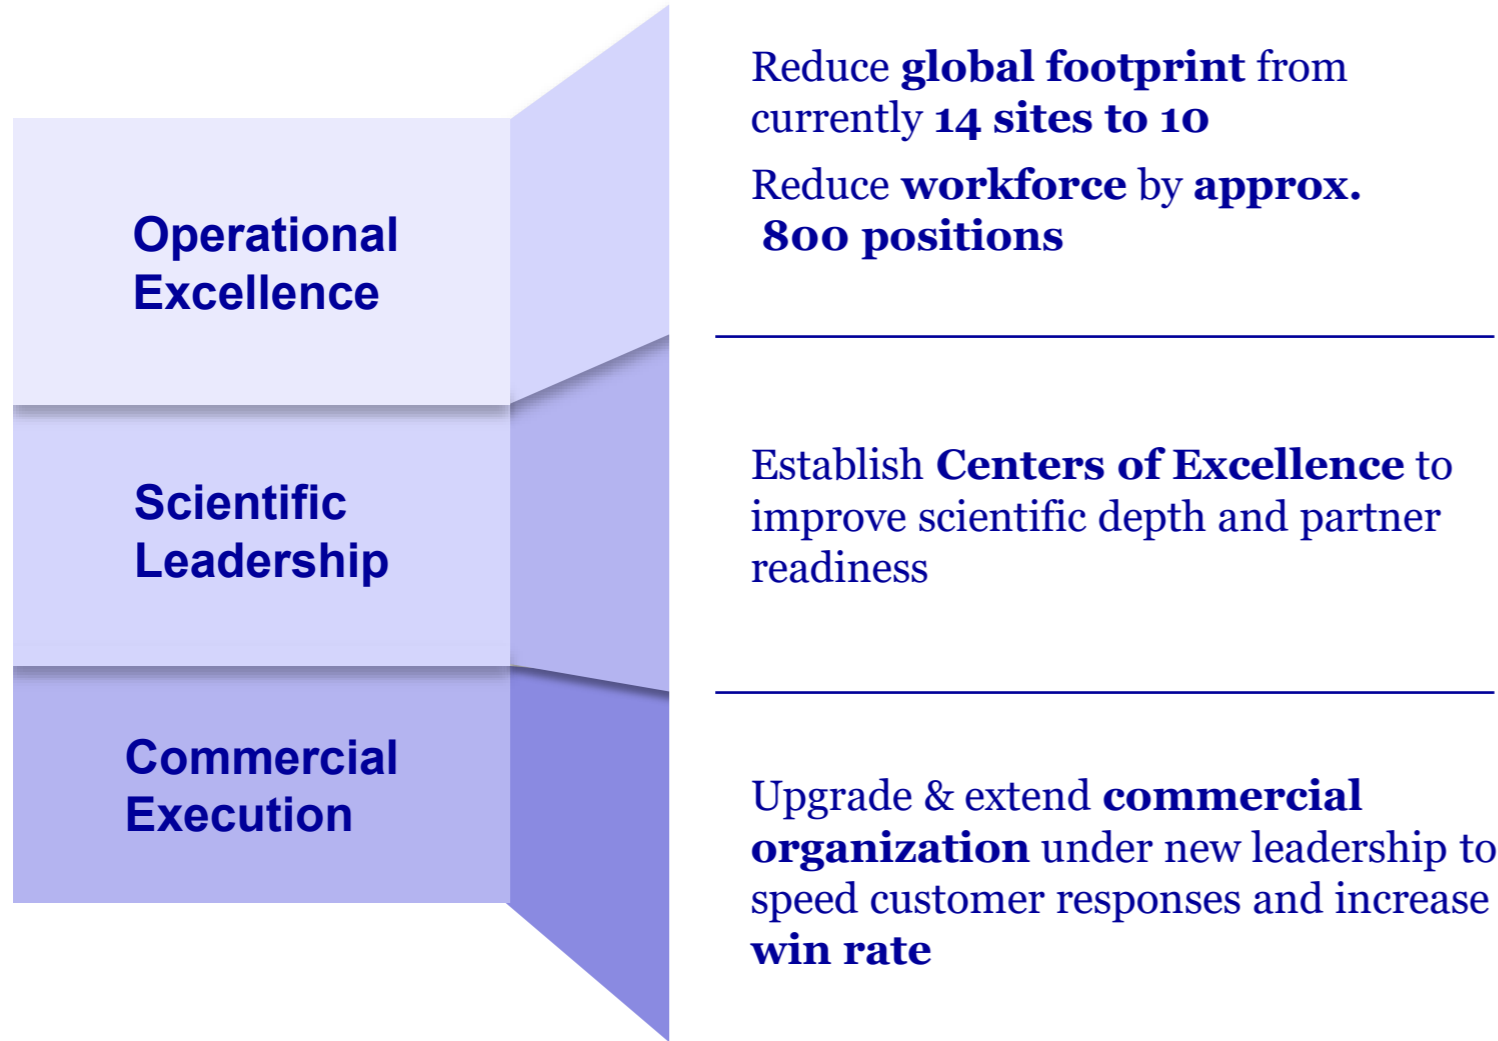 Operational
Excellence
Reduce global footprint from
currently 14 sites to 10
Reduce workforce by approx.
800 positions
Scientific
Leadership
Establish Centers of Excellence to
improve scientific depth and partner
readiness
Commercial
Execution
Upgrade & extend commercial
organization under new leadership to
speed customer responses and increase
win rate